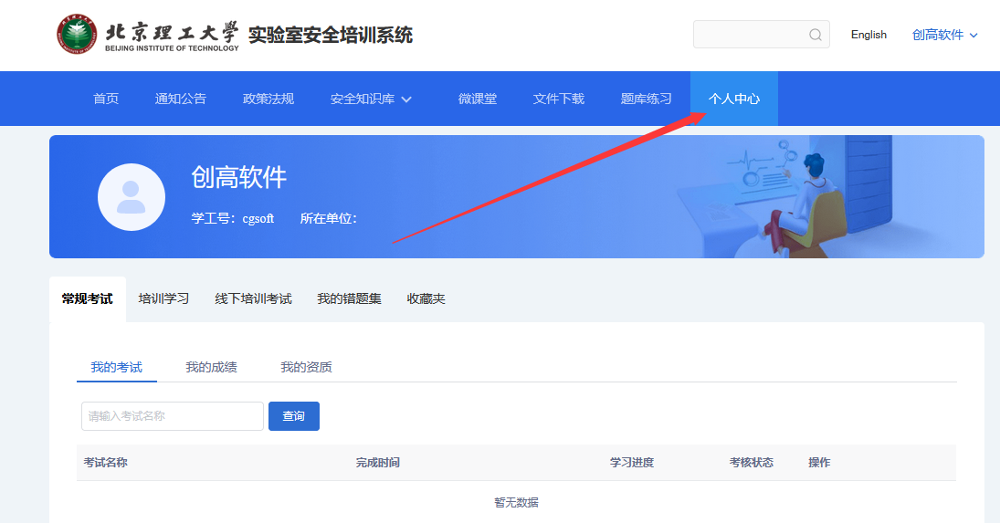 北京理工大学
BEIJING INSTITUTE OF TECHNOLOGY
实验室安全培训系统
English
创高软件
首页 通知公告 政策法规 安全知识库 微课堂 文件下载 题库练习 个人中心
创高软件
学工号: cgsoft 所在单位:
常规考试 培训学习 线下培训考试 我的错题集 收藏夹
我的考试 我的成绩 我的资质
请输入考试名称 查询
考试名称 完成时间 学习进度 考核状态 操作
暂无数据